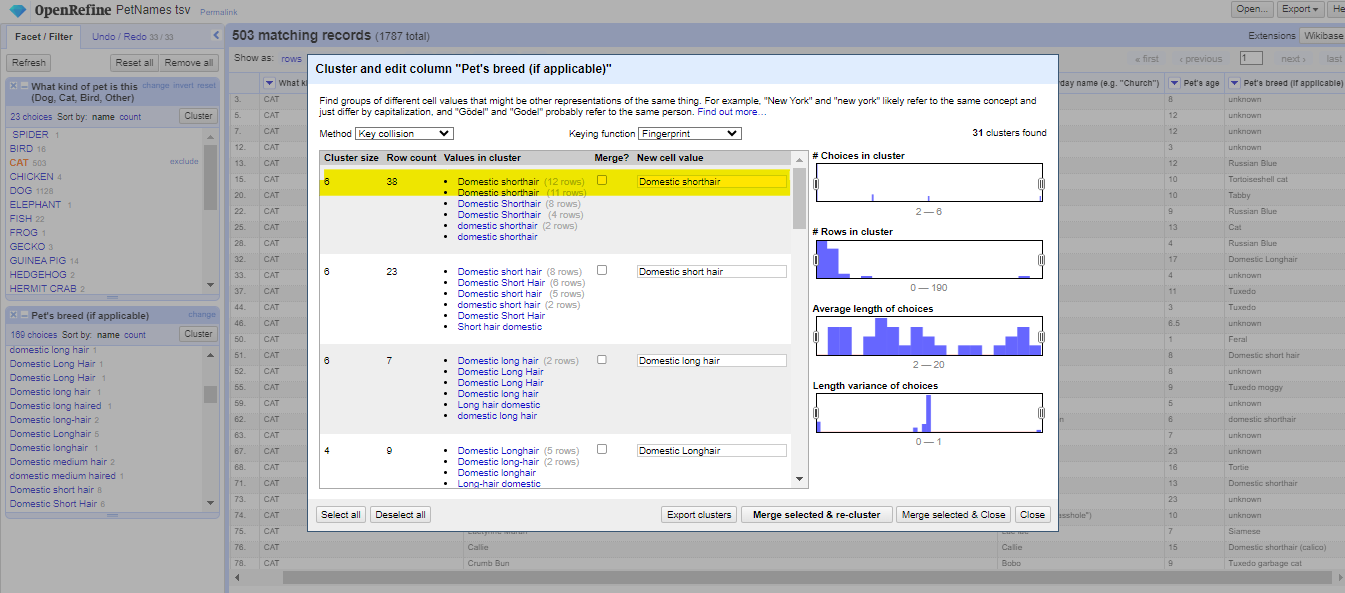 OpenRefine PetNames tsv Permalink Open... Export He
Facet / Filter Undo / Redo 33 / 33 503 matching records (1787 total) Extensions Wikibase
Refresh Reset all Remove all Show as: rows « first ‹ previous 1 next › last
Cluster and edit column "Pet's breed (if applicable)"
Find groups of different cell values that might be other representations of the same thing. For example, "New York" and "new york" likely refer to the same concept and
just differ by capitalization, and "Gödel" and "Godel" probably refer to the same person. Find out more…
Method Key collision Keying function Fingerprint 31 clusters found
Cluster size Row count Values in cluster Merge? New cell value
6 38 • Domestic shorthair (12 rows) Domestic shorthair
• Domestic shorthair (11 rows)
• Domestic Shorthair (8 rows)
• Domestic Shorthair (4 rows)
• domestic shorthair (2 rows)
• domestic shorthair
6 23 • Domestic short hair (8 rows) Domestic short hair
• Domestic Short Hair (6 rows)
• Domestic short hair (5 rows)
• domestic short hair (2 rows)
• Domestic Short Hair
• Short hair domestic
6 7 • Domestic long hair (2 rows) Domestic long hair
• Domestic Long Hair
• Domestic Long Hair
• Domestic long hair
• Long hair domestic
• domestic long hair
4 9 • Domestic Longhair (5 rows) Domestic Longhair
• Domestic long-hair (2 rows)
• Domestic longhair
• Long-hair domestic
# Choices in cluster
2 — 6
# Rows in cluster
0 — 190
Average length of choices
2 — 20
Length variance of choices
0 — 1
Select all Deselect all Export clusters Merge selected & re-cluster Merge selected & Close Close
What kind of pet is this change invert reset
(Dog, Cat, Bird, Other)
23 choices Sort by: name count Cluster
SPIDER 1
BIRD 16
CAT 503 exclude
CHICKEN 4
DOG 1128
ELEPHANT 1
FISH 22
FROG 1
GECKO 3
GUINEA PIG 14
HEDGEHOG 2
HERMIT CRAB 2
Pet's breed (if applicable) change
169 choices Sort by: name count Cluster
domestic long hair 1
Domestic Long Hair 1
Domestic Long Hair 1
Domestic long hair 1
Domestic long haired 1
Domestic long-hair 2
Domestic Longhair 5
Domestic longhair 1
Domestic medium hair 2
domestic medium haired 1
Domestic short hair 8
Domestic Short Hair 6
What ki yday name (e.g. "Church") Pet's age Pet's breed (if applicable)
3. CAT 8 unknown
5. CAT 12 unknown
7. CAT 12 unknown
12. CAT 3 unknown
13. CAT 12 Russian Blue
15. CAT 10 Tortoiseshell cat
20. CAT 10 Tabby
22. CAT 9 Russian Blue
25. CAT 13 Cat
28. CAT 4 Russian Blue
32. CAT 17 Domestic Longhair
33. CAT 4 unknown
37. CAT 11 Tuxedo
44. CAT 3 Tuxedo
46. CAT 6.5 unknown
50. CAT 1 Feral
51. CAT 8 Domestic short hair
52. CAT 8 unknown
55. CAT 9 Tuxedo moggy
59. CAT 5 unknown
62. CAT 6 domestic shorthair
63. CAT 7 unknown
67. CAT 23 unknown
68. CAT 16 Tortie
71. CAT 13 Domestic shorthair
73. CAT 23 unknown
74. CAT sshole") 10 unknown
75. CAT 7 Siamese
76. CAT Callie Callie 15 Domestic shorthair (calico)
78. CAT Crumb Bun Bobo 9 Tuxedo garbage cat